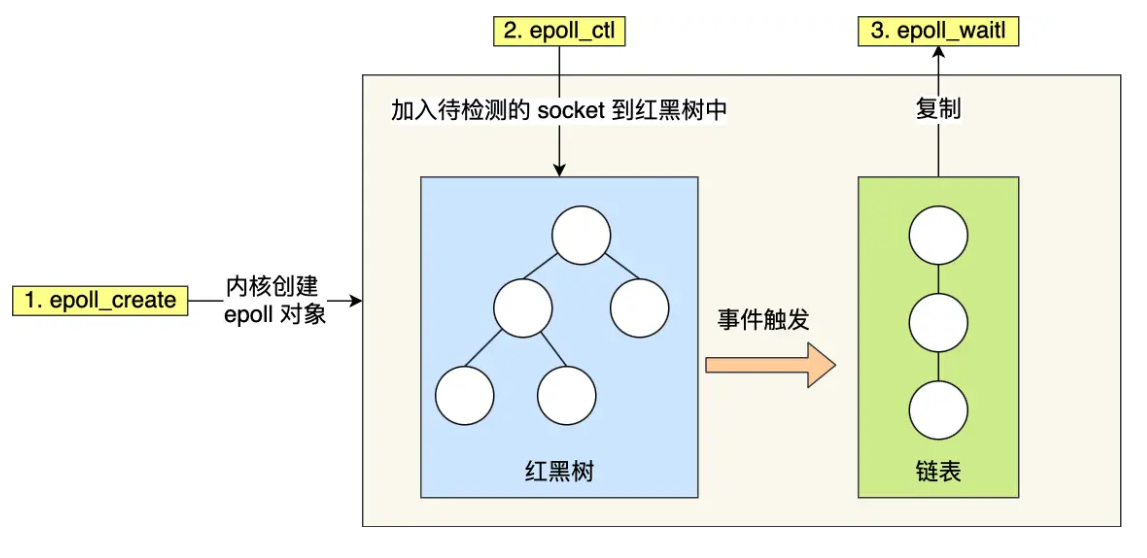 2. epoll_ctl
3. epoll_waitl
加入待检测的 socket 到红黑树中
复制
1. epoll_create
内核创建
epoll 对象
事件触发
红黑树
链表